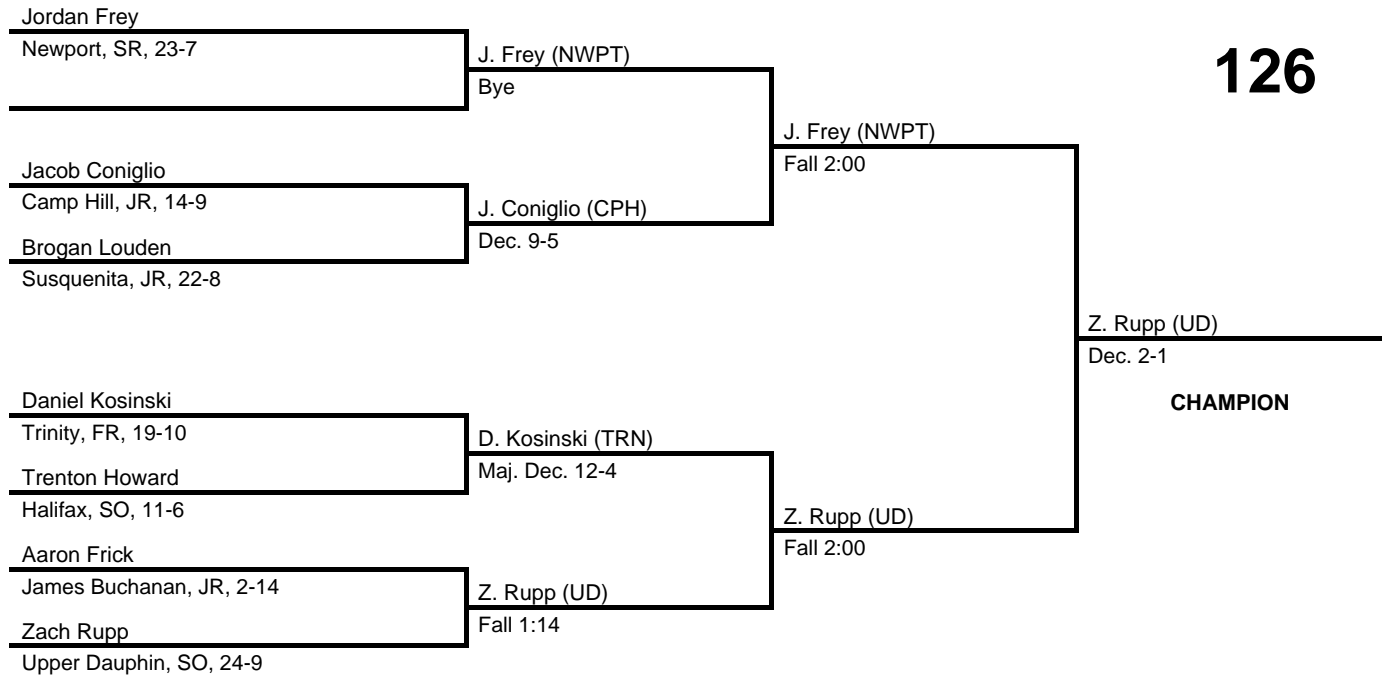 Jordan Frey
Newport, SR, 23-7
J. Frey (NWPT)
Bye
126
J. Frey (NWPT)
Fall 2:00
Jacob Coniglio
Camp Hill, JR, 14-9
J. Coniglio (CPH)
Dec. 9-5
Brogan Louden
Susquenita, JR, 22-8
Z. Rupp (UD)
Dec. 2-1
CHAMPION
Daniel Kosinski
Trinity, FR, 19-10
D. Kosinski (TRN)
Maj. Dec. 12-4
Trenton Howard
Halifax, SO, 11-6
Z. Rupp (UD)
Fall 2:00
Aaron Frick
James Buchanan, JR, 2-14
Z. Rupp (UD)
Fall 1:14
Zach Rupp
Upper Dauphin, SO, 24-9